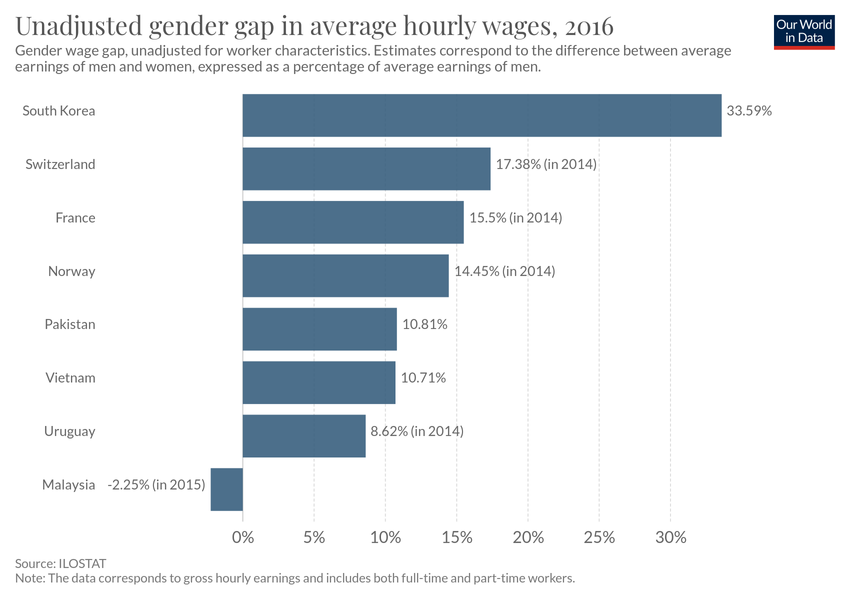 Unadjusted gender gap in average hourly wages, 2016
Our World
in Data
Gender wage gap, unadjusted for worker characteristics. Estimates correspond to the difference between average
earnings of men and women, expressed as a percentage of average earnings of men.
South Korea 33.59%
Switzerland 17.38% (in 2014)
France 15.5% (in 2014)
Norway 14.45% (in 2014)
Pakistan 10.81%
Vietnam 10.71%
Uruguay 8.62% (in 2014)
Malaysia -2.25% (in 2015)
0% 5% 10% 15% 20% 25% 30%
Source: ILOSTAT
Note: The data corresponds to gross hourly earnings and includes both full-time and part-time workers.